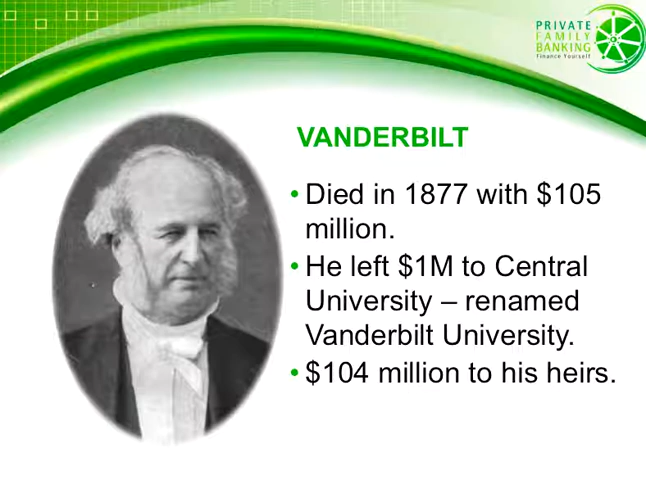 PRIVATE
FAMILY
BANKING
Finance Yourself
VANDERBILT
• Died in 1877 with $105
million.
• He left $1M to Central
University – renamed
Vanderbilt University.
• $104 million to his heirs.